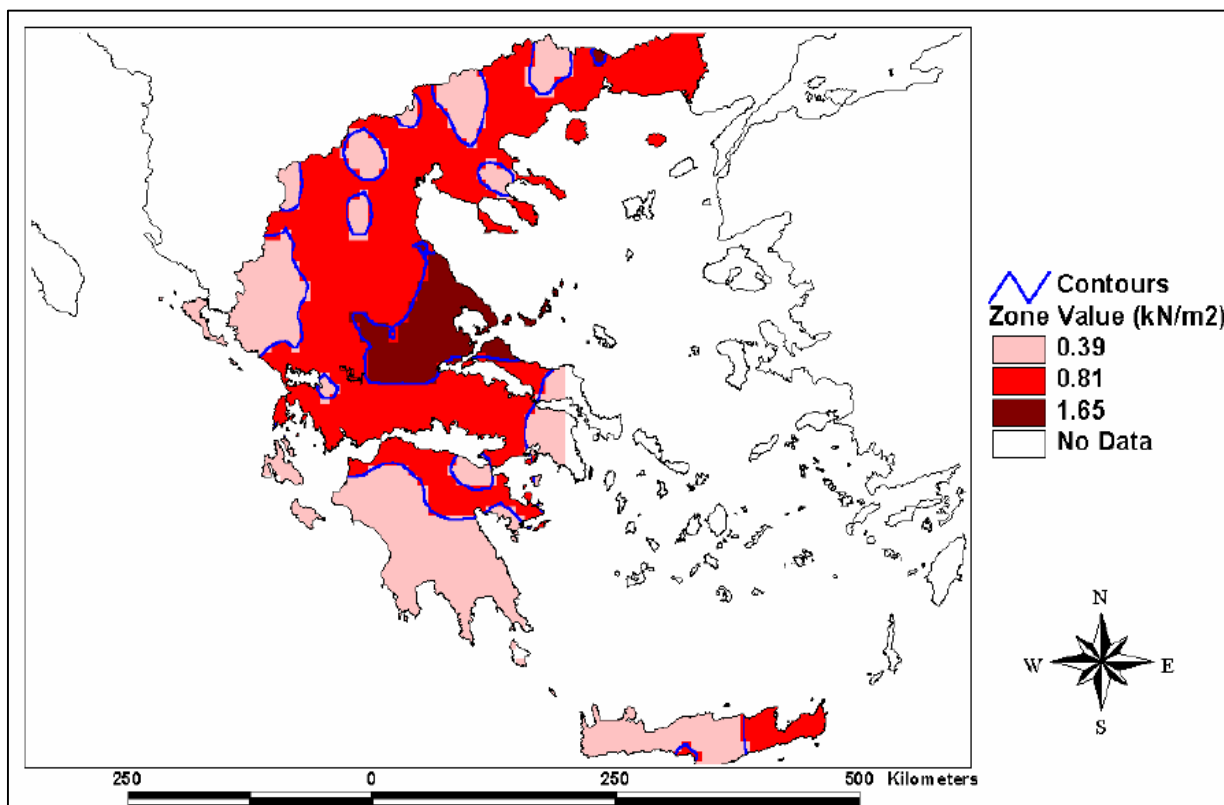 Contours
Zone Value (kN/m2)
0.39
0.81
1.65
No Data
N
W E
S
250 0 250 500 Kilometers